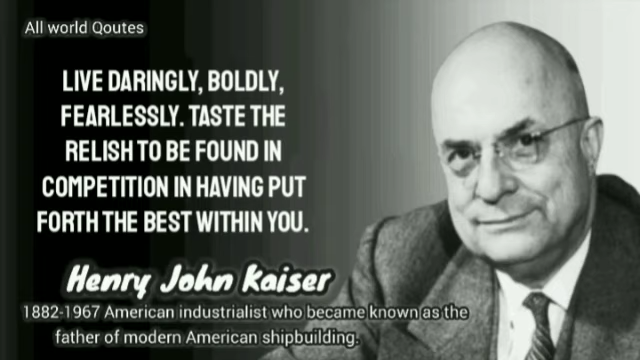 All world Qoutes
LIVE DARINGLY, BOLDLY,
FEARLESSLY. TASTE THE
RELISH TO BE FOUND IN
COMPETITION IN HAVING PUT
FORTH THE BEST WITHIN YOU.
Henry John Kaiser
1882-1967 American industrialist who became known as the
father of modern American shipbuilding.